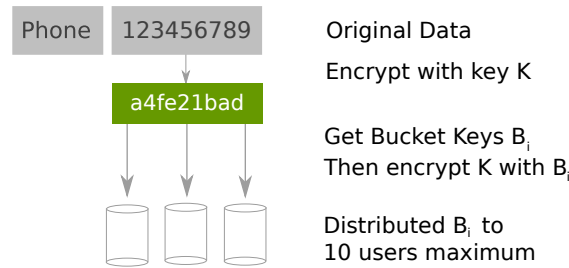 Phone 123456789 Original Data
Encrypt with key K
a4fe21bad
Get Bucket Keys Bᵢ
Then encrypt K with Bᵢ
Distributed Bᵢ to
10 users maximum